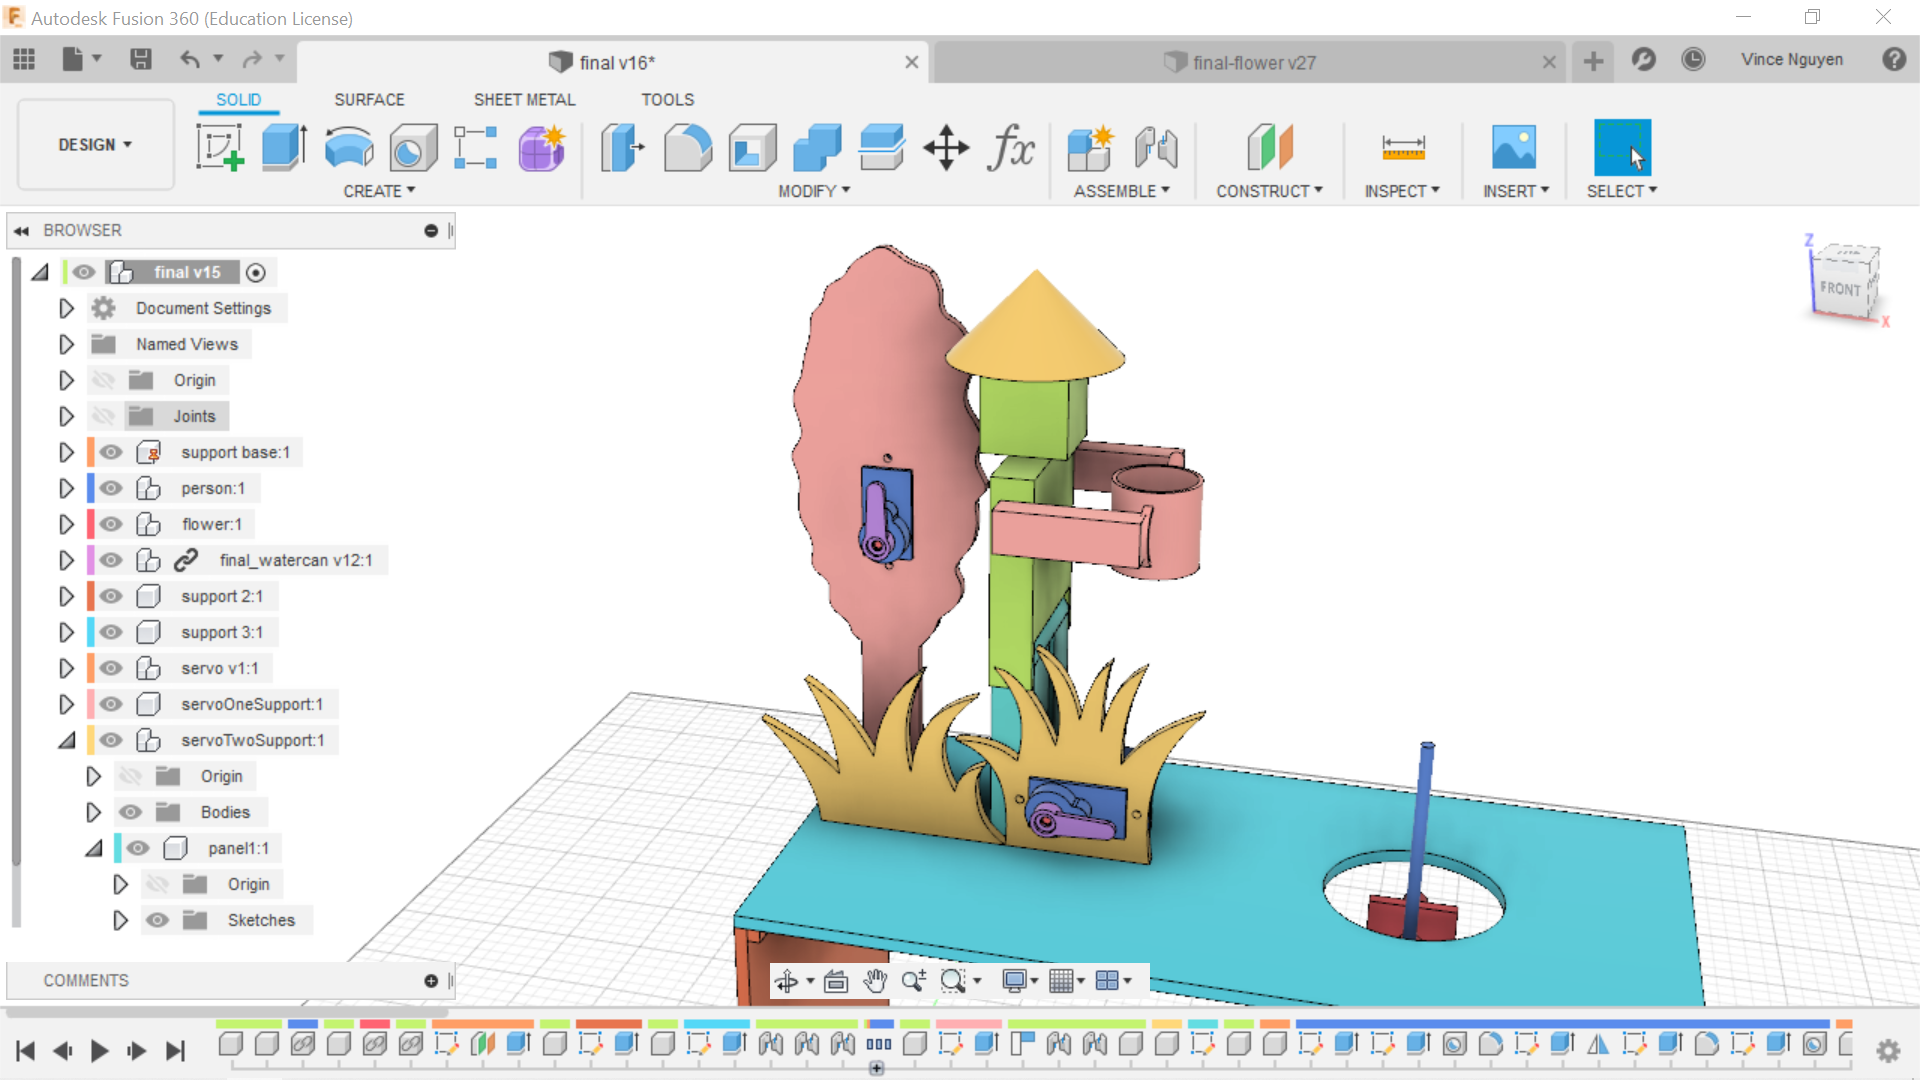 Autodesk Fusion 360 (Education License)
final v16*
final-flower v27
Vince Nguyen
SOLID
SURFACE
SHEET METAL
TOOLS
DESIGN
CREATE
MODIFY
ASSEMBLE
CONSTRUCT
INSPECT
INSERT
SELECT
BROWSER
final v15
Document Settings
Named Views
Origin
Joints
support base:1
person:1
flower:1
final_watercan v12:1
support 2:1
support 3:1
servo v1:1
servoOneSupport:1
servoTwoSupport:1
Origin
Bodies
panel1:1
Origin
Sketches
COMMENTS
Z
FRONT
X